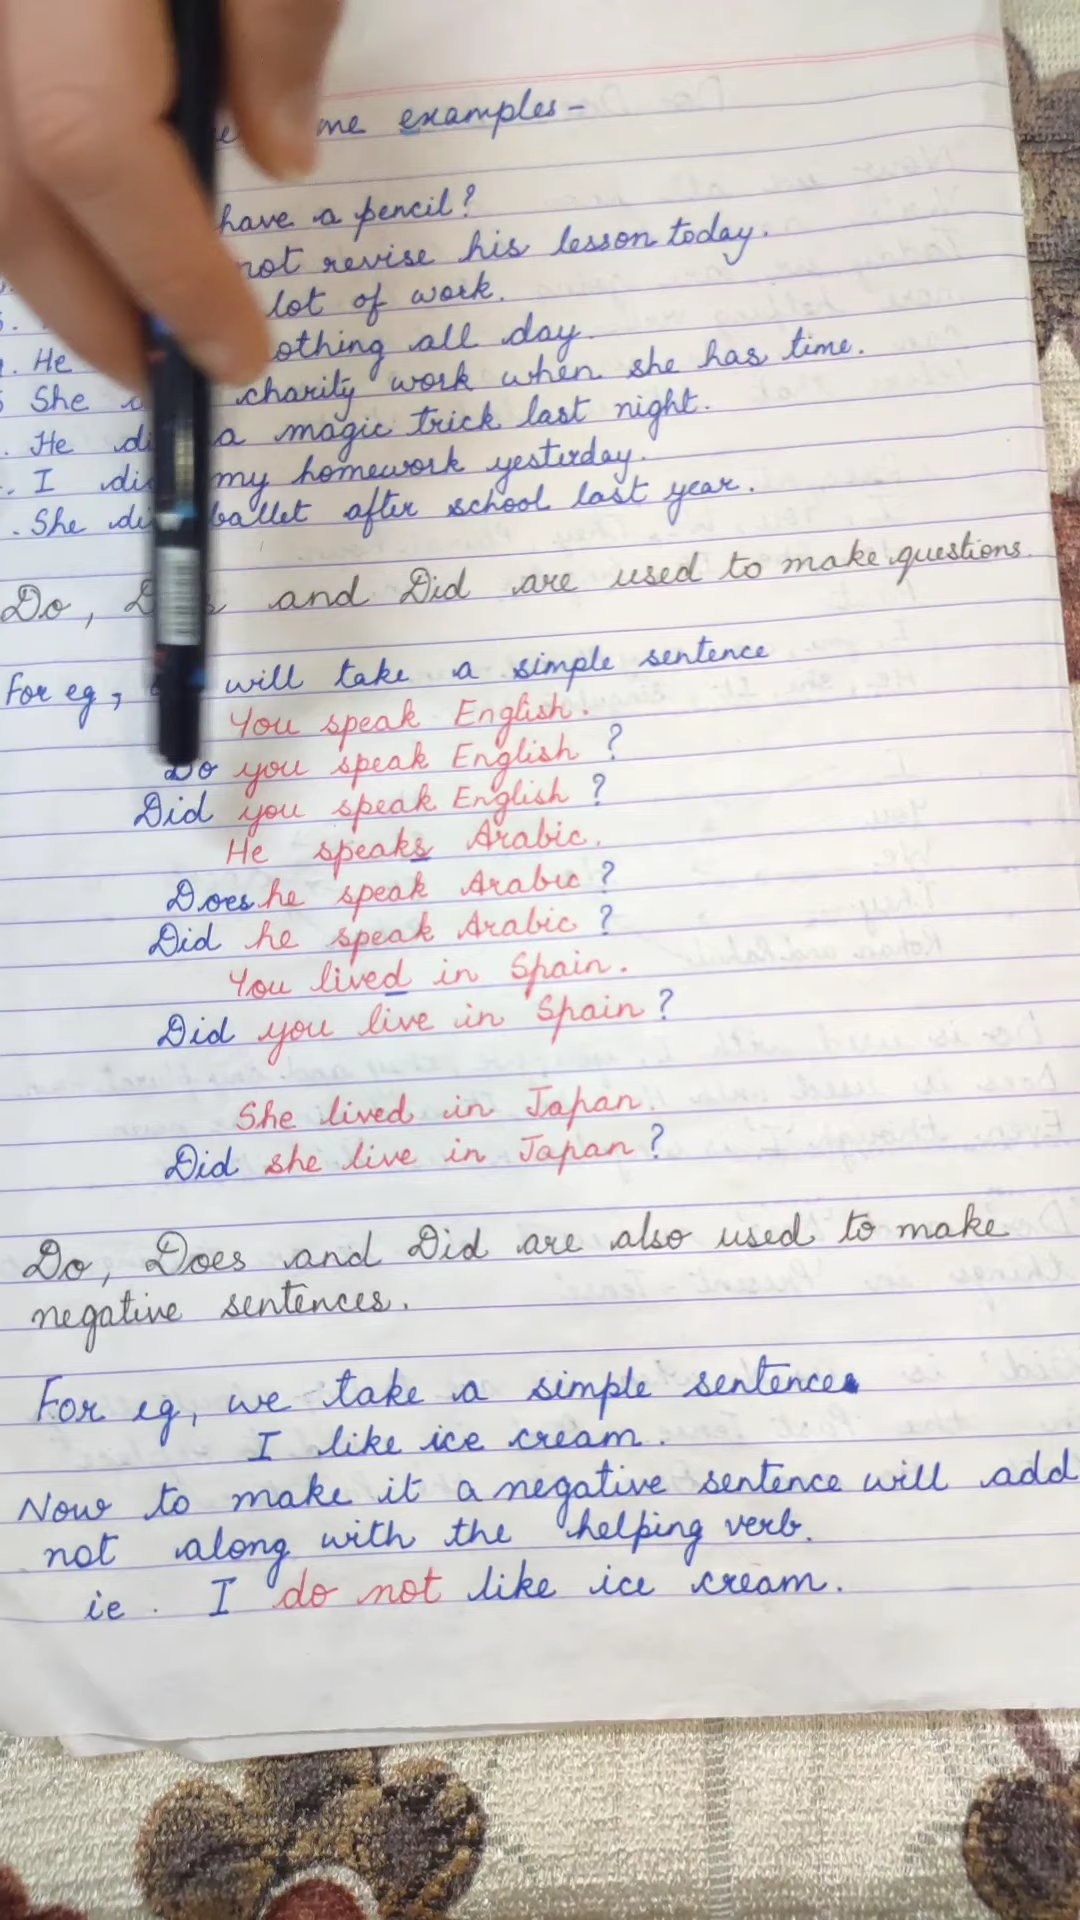 me examples-
have a pencil?
not revise his lesson today.
lot of work.
He othing all day.
She charity work when she has time.
He di a magic trick last night.
I di my homework yesterday.
She di ballet after school last year.
Do, and Did are used to make questions.
For eg, will take a simple sentence
You speak English.
Do you speak English ?
Did you speak English ?
He speaks Arabic.
Does he speak Arabic ?
Did he speak Arabic ?
You lived in Spain.
Did you live in Spain ?
She lived in Japan.
Did she live in Japan ?
Do, Does and Did are also used to make
negative sentences.
For eg, we take a simple sentence
I like ice cream.
Now to make it a negative sentence will add
not along with the helping verb.
ie. I do not like ice cream.